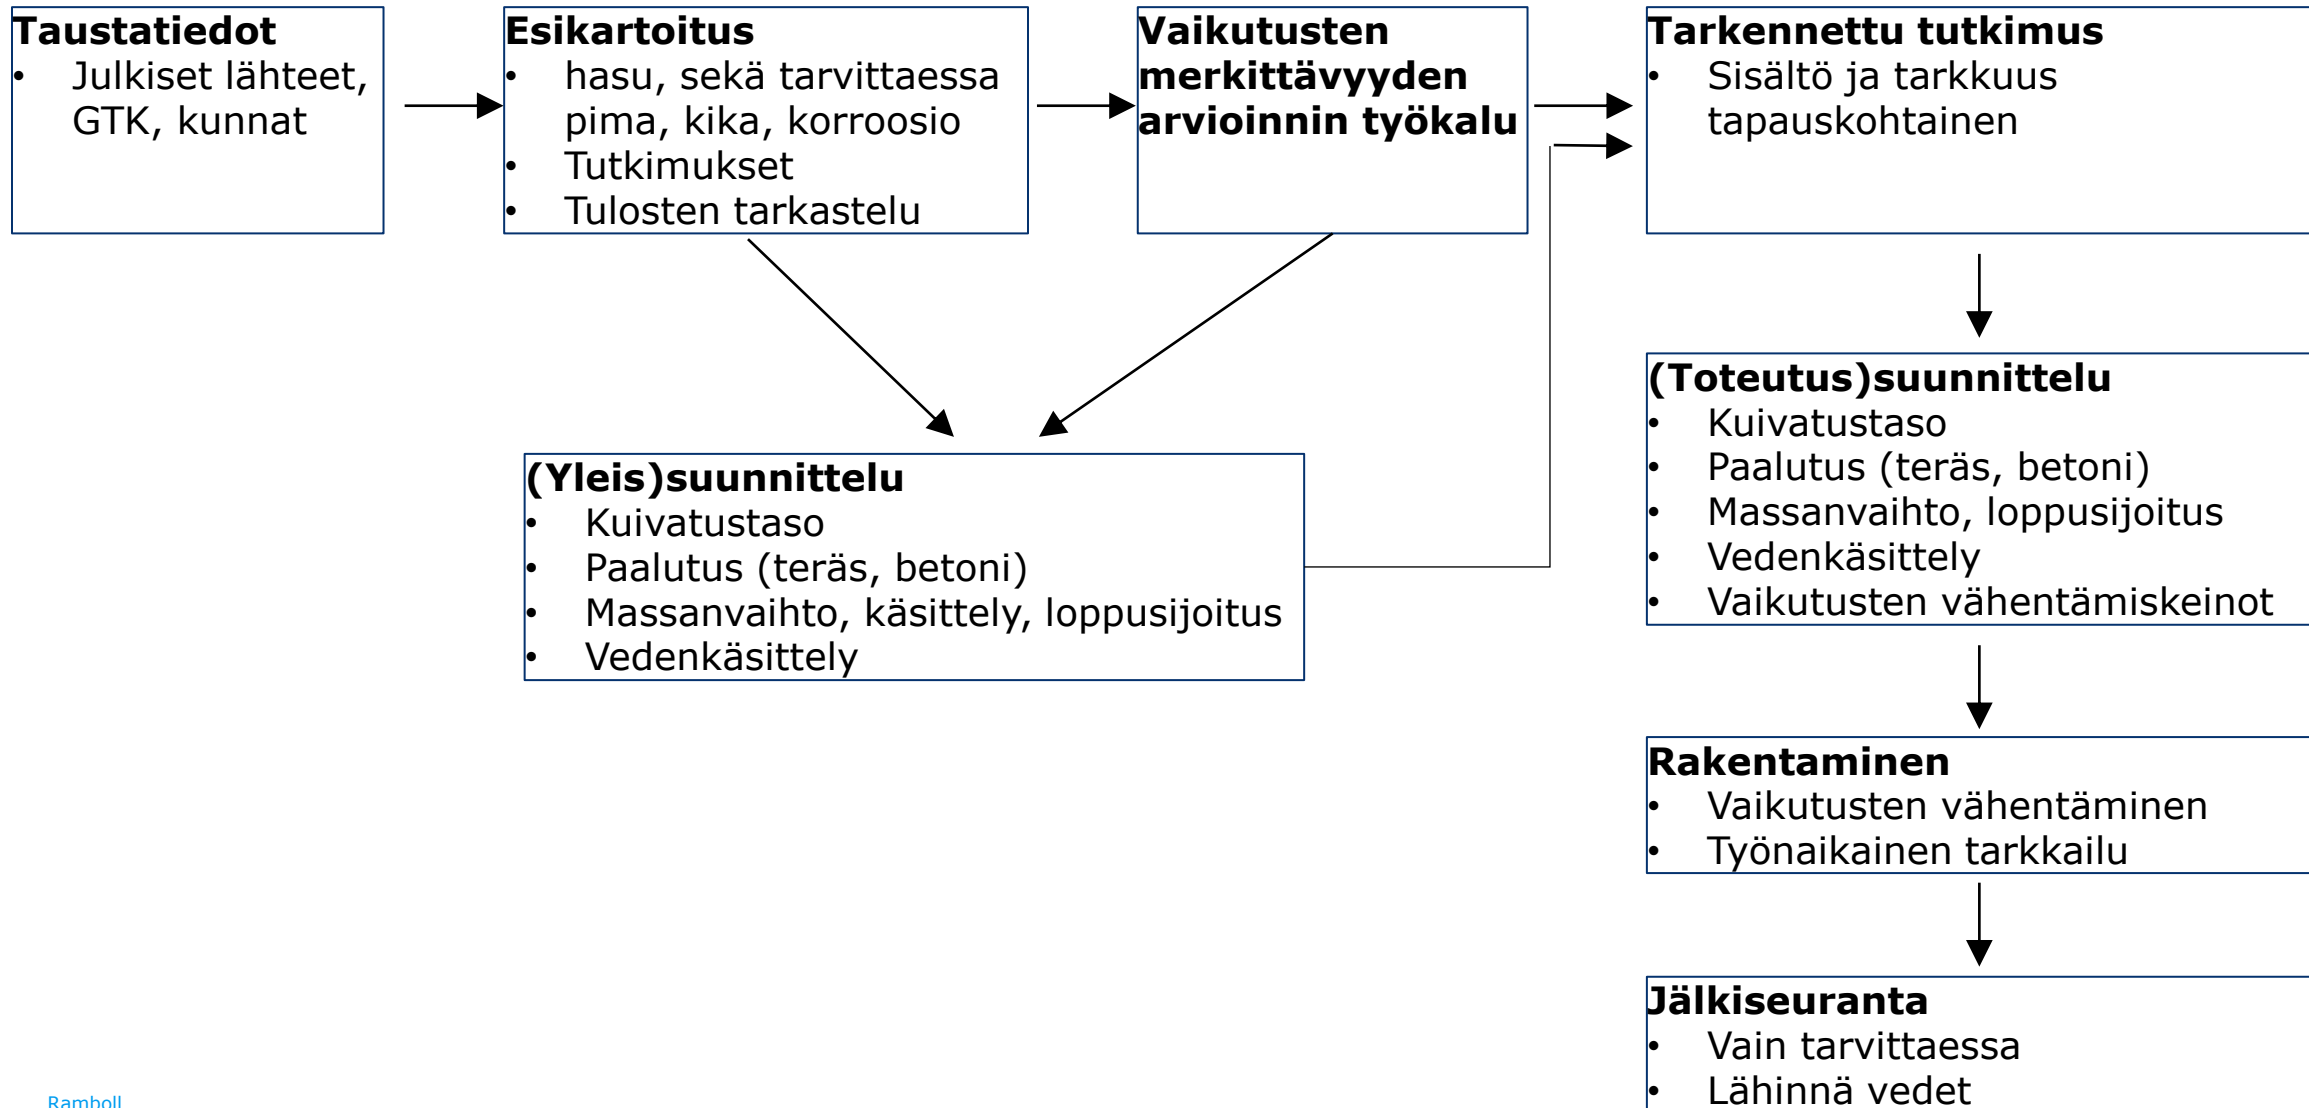 Taustatiedot
• Julkiset lähteet,
GTK, kunnat
Esikartoitus
• hasu, sekä tarvittaessa
pima, kika, korroosio
• Tutkimukset
• Tulosten tarkastelu
Vaikutusten
merkittävyyden
arvioinnin työkalu
Tarkennettu tutkimus
• Sisältö ja tarkkuus
tapauskohtainen
(Yleis)suunnittelu
• Kuivatustaso
• Paalutus (teräs, betoni)
• Massanvaihto, käsittely, loppusijoitus
• Vedenkäsittely
(Toteutus)suunnittelu
• Kuivatustaso
• Paalutus (teräs, betoni)
• Massanvaihto, loppusijoitus
• Vedenkäsittely
• Vaikutusten vähentämiskeinot
Rakentaminen
• Vaikutusten vähentäminen
• Työnaikainen tarkkailu
Jälkiseuranta
• Vain tarvittaessa
• Lähinnä vedet
Ramboll